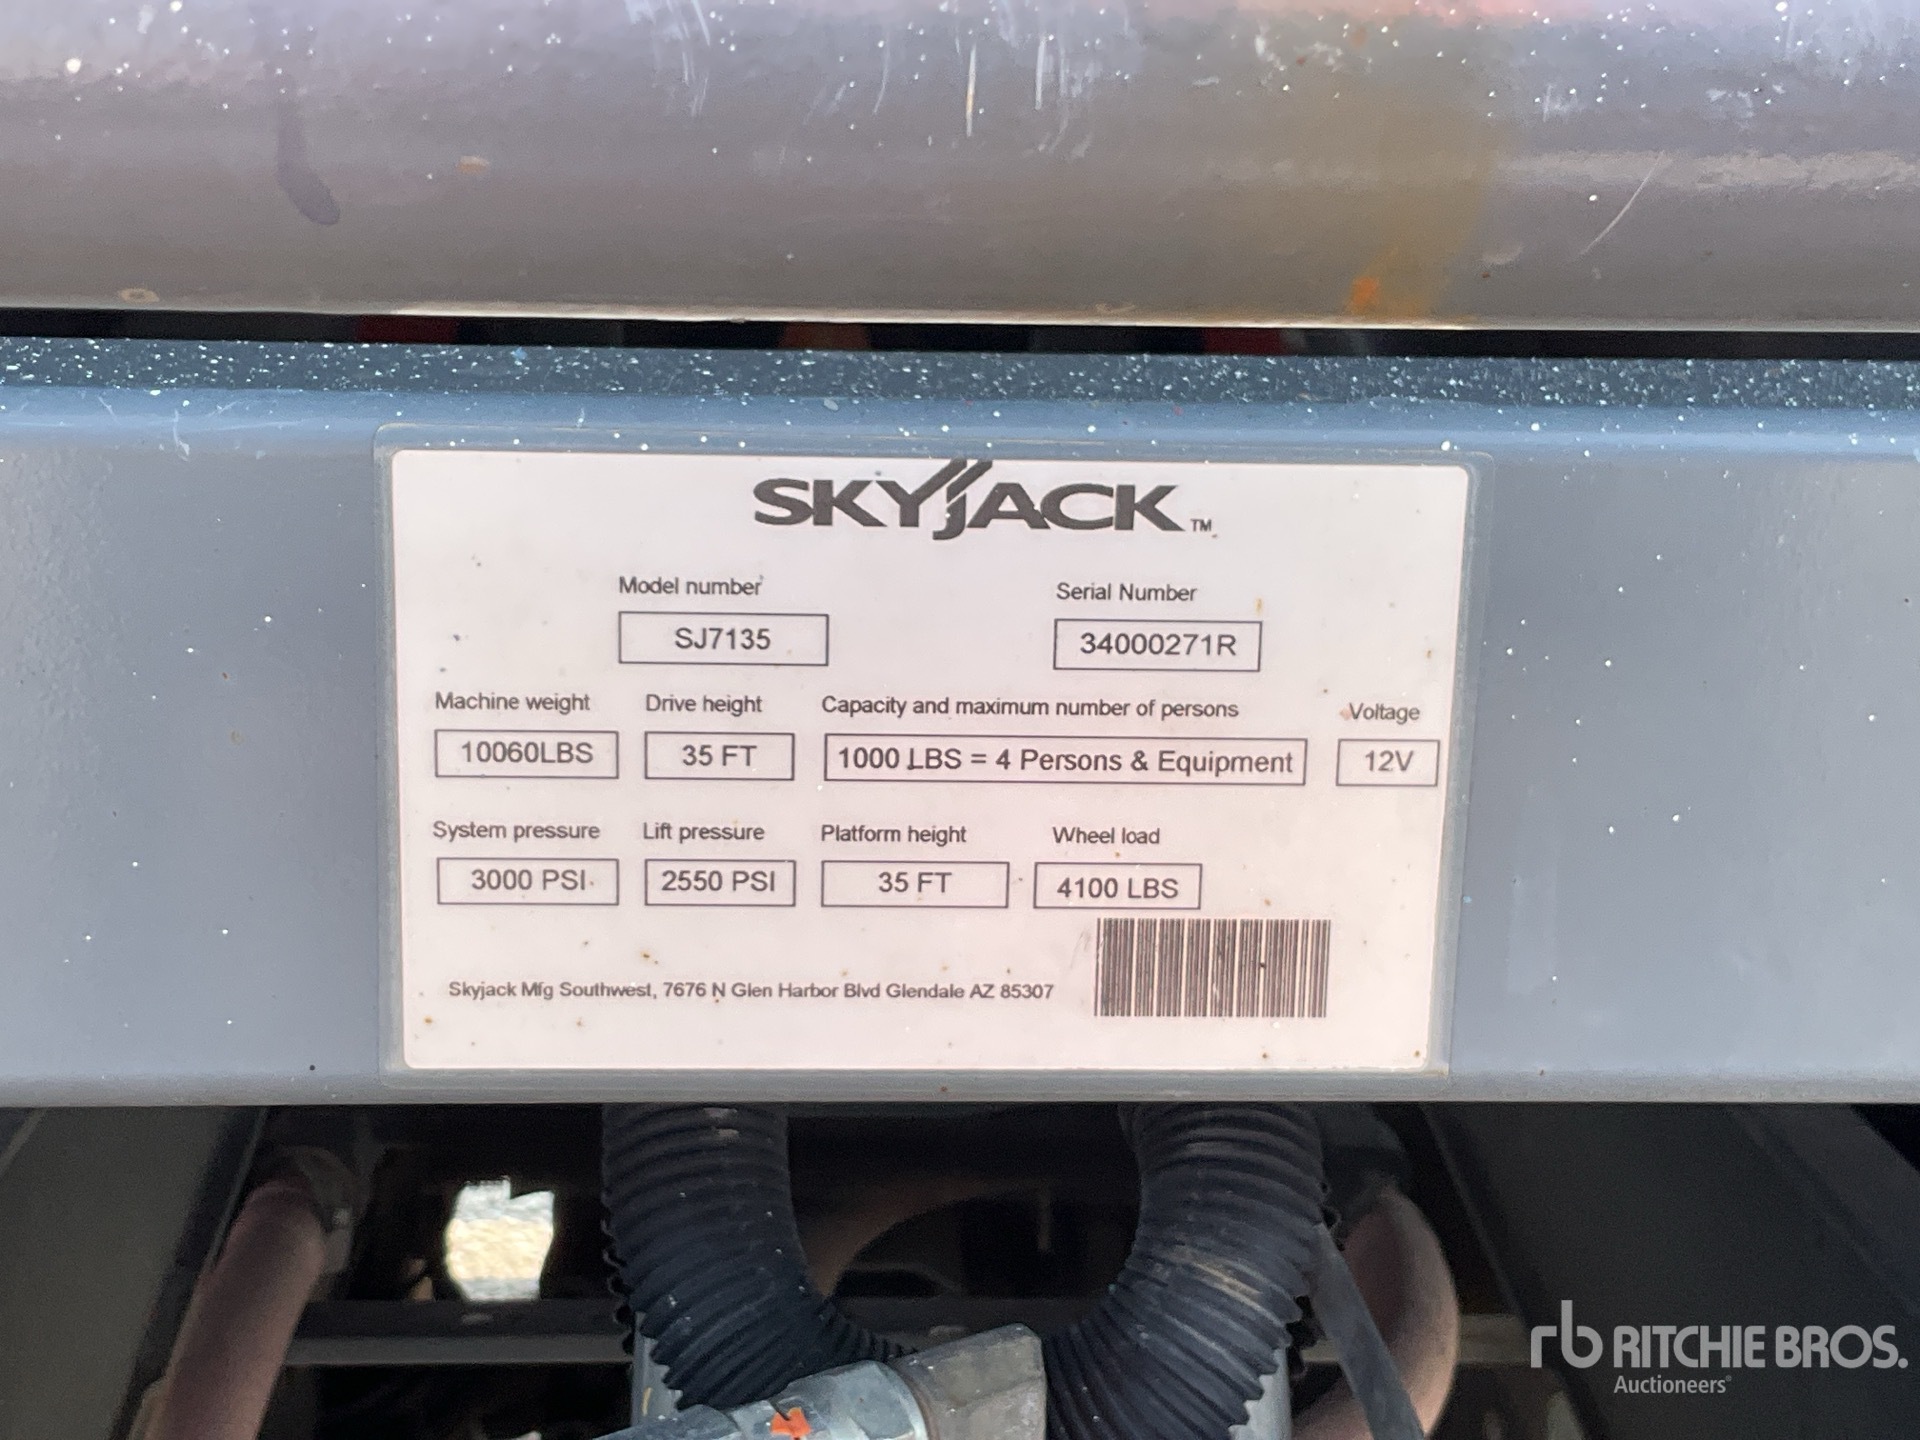 SKYJACK™
Model number Serial Number
SJ7135 34000271R
Machine weight Drive height Capacity and maximum number of persons Voltage
10060LBS 35 FT 1000 LBS = 4 Persons & Equipment 12V
System pressure Lift pressure Platform height Wheel load
3000 PSI 2550 PSI 35 FT 4100 LBS
Skyjack Mfg Southwest, 7676 N Glen Harbor Blvd Glendale AZ 85307
rb RITCHIE BROS.
Auctioneers®